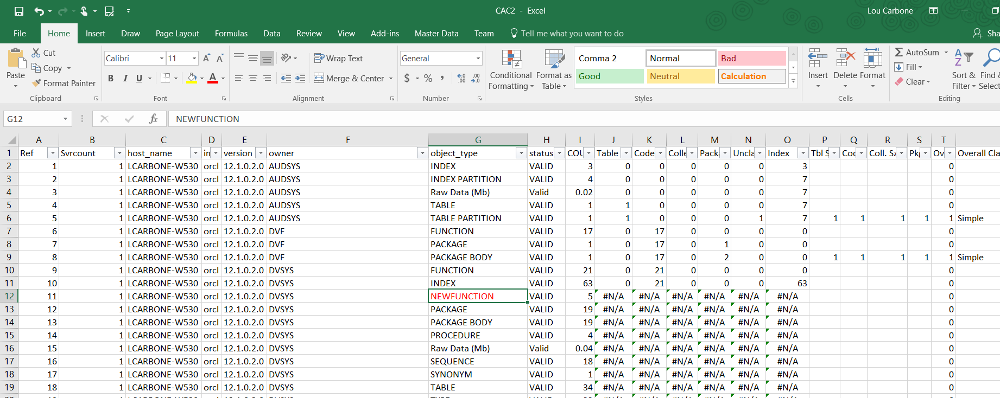 CAC2 - Excel Lou Carbone
File Home Insert Draw Page Layout Formulas Data Review View Add-ins Master Data Team Tell me what you want to do Sha
Cut
Copy
Format Painter
Paste
Clipboard
Calibri 11 A A
B I U A
Font
Wrap Text
Merge & Center
Alignment
General
$ % ,
Number
Conditional Formatting
Format as Table
Comma 2 Normal Bad
Good Neutral Calculation
Styles
Insert Delete Format
Cells
AutoSum
Fill
Clear
Sort & Filter
Find & Select
Editing
G12 fx NEWFUNCTION
A B C D E F G H I J K L M N O P Q R S T
1 Ref Svrcount host_name in version owner object_type status COU Table Code Colle Packa Uncla Index Tbl S Coc Coll. Sz Pkg Ov Overall Cla
2 1 1 LCARBONE-W530 orcl 12.1.0.2.0 AUDSYS INDEX VALID 3 0 0 0 0 0 3 0
3 2 1 LCARBONE-W530 orcl 12.1.0.2.0 AUDSYS INDEX PARTITION VALID 4 0 0 0 0 0 7 0
4 3 1 LCARBONE-W530 orcl 12.1.0.2.0 AUDSYS Raw Data (Mb) Valid 0.02 0 0 0 0 0 7 0
5 4 1 LCARBONE-W530 orcl 12.1.0.2.0 AUDSYS TABLE VALID 1 1 0 0 0 0 7 0
6 5 1 LCARBONE-W530 orcl 12.1.0.2.0 AUDSYS TABLE PARTITION VALID 1 1 0 0 0 1 7 1 1 1 1 1 Simple
7 6 1 LCARBONE-W530 orcl 12.1.0.2.0 DVF FUNCTION VALID 17 0 17 0 0 0 0 0
8 7 1 LCARBONE-W530 orcl 12.1.0.2.0 DVF PACKAGE VALID 1 0 17 0 1 0 0 0
9 8 1 LCARBONE-W530 orcl 12.1.0.2.0 DVF PACKAGE BODY VALID 1 0 17 0 2 0 0 1 1 1 1 1 Simple
10 9 1 LCARBONE-W530 orcl 12.1.0.2.0 DVSYS FUNCTION VALID 21 0 21 0 0 0 0 0
11 10 1 LCARBONE-W530 orcl 12.1.0.2.0 DVSYS INDEX VALID 63 0 21 0 0 0 63 0
12 11 1 LCARBONE-W530 orcl 12.1.0.2.0 DVSYS NEWFUNCTION VALID 5 #N/A #N/A #N/A #N/A #N/A #N/A 0
13 12 1 LCARBONE-W530 orcl 12.1.0.2.0 DVSYS PACKAGE VALID 19 #N/A #N/A #N/A #N/A #N/A #N/A 0
14 13 1 LCARBONE-W530 orcl 12.1.0.2.0 DVSYS PACKAGE BODY VALID 19 #N/A #N/A #N/A #N/A #N/A #N/A 0
15 14 1 LCARBONE-W530 orcl 12.1.0.2.0 DVSYS PROCEDURE VALID 4 #N/A #N/A #N/A #N/A #N/A #N/A 0
16 15 1 LCARBONE-W530 orcl 12.1.0.2.0 DVSYS Raw Data (Mb) Valid 0.04 #N/A #N/A #N/A #N/A #N/A #N/A 0
17 16 1 LCARBONE-W530 orcl 12.1.0.2.0 DVSYS SEQUENCE VALID 18 #N/A #N/A #N/A #N/A #N/A #N/A 0
18 17 1 LCARBONE-W530 orcl 12.1.0.2.0 DVSYS SYNONYM VALID 1 #N/A #N/A #N/A #N/A #N/A #N/A 0
19 18 1 LCARBONE-W530 orcl 12.1.0.2.0 DVSYS TABLE VALID 34 #N/A #N/A #N/A #N/A #N/A #N/A 0